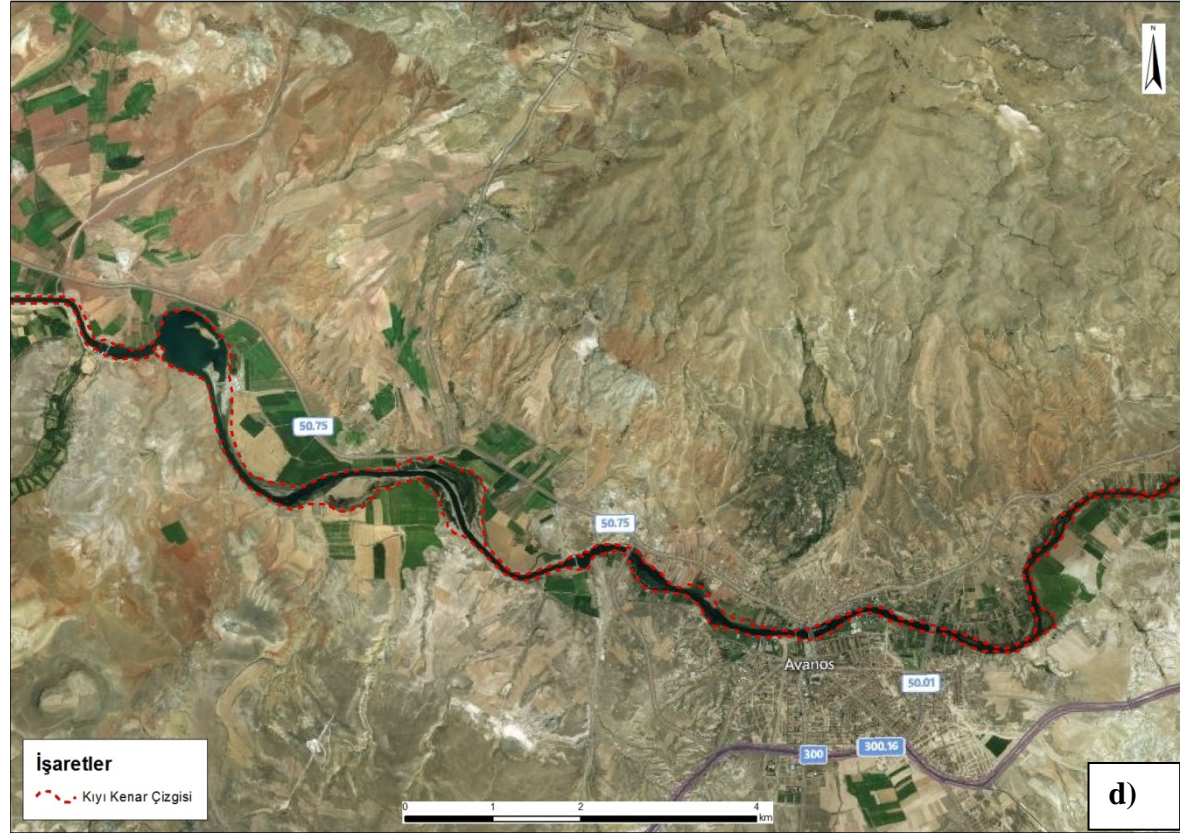 N
50.75
50.75
Avanos
50.01
300
300.16
İşaretler
Kıyı Kenar Çizgisi
0 1 2 4
km
d)